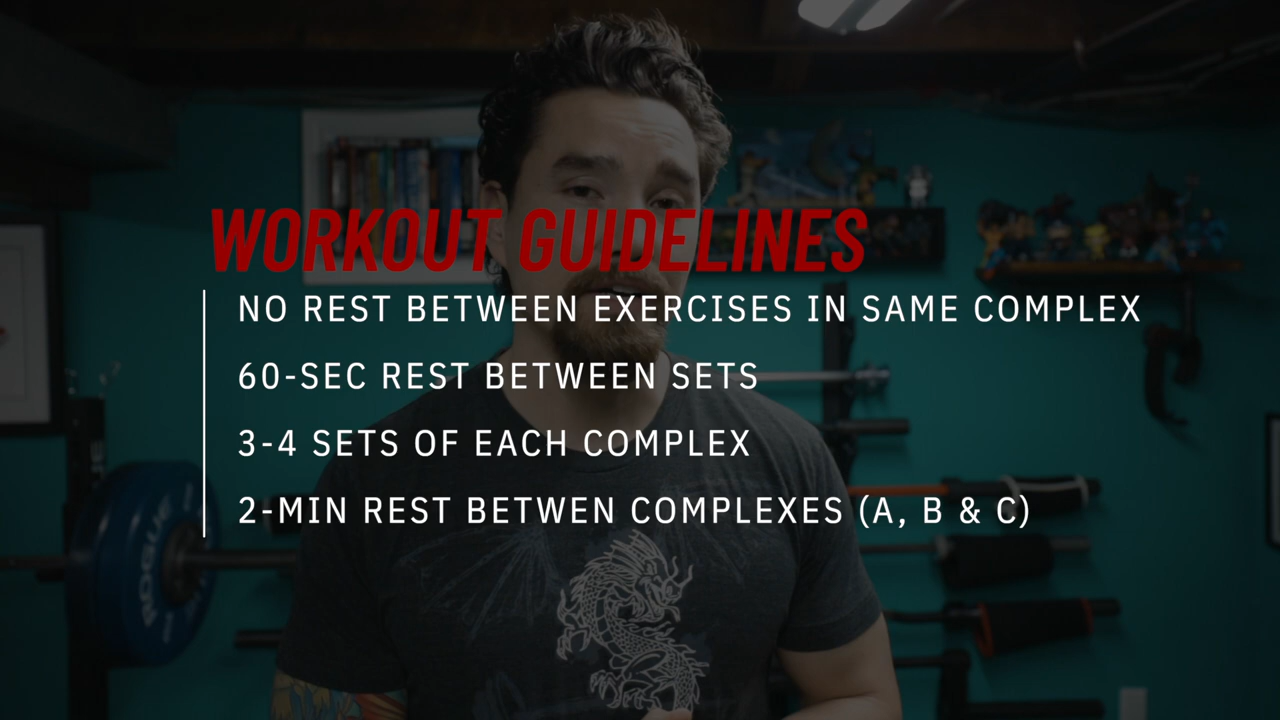 WORKOUT GUIDELINES
NO REST BETWEEN EXERCISES IN SAME COMPLEX
60-SEC REST BETWEEN SETS
3-4 SETS OF EACH COMPLEX
2-MIN REST BETWEN COMPLEXES (A, B & C)
ROGUE